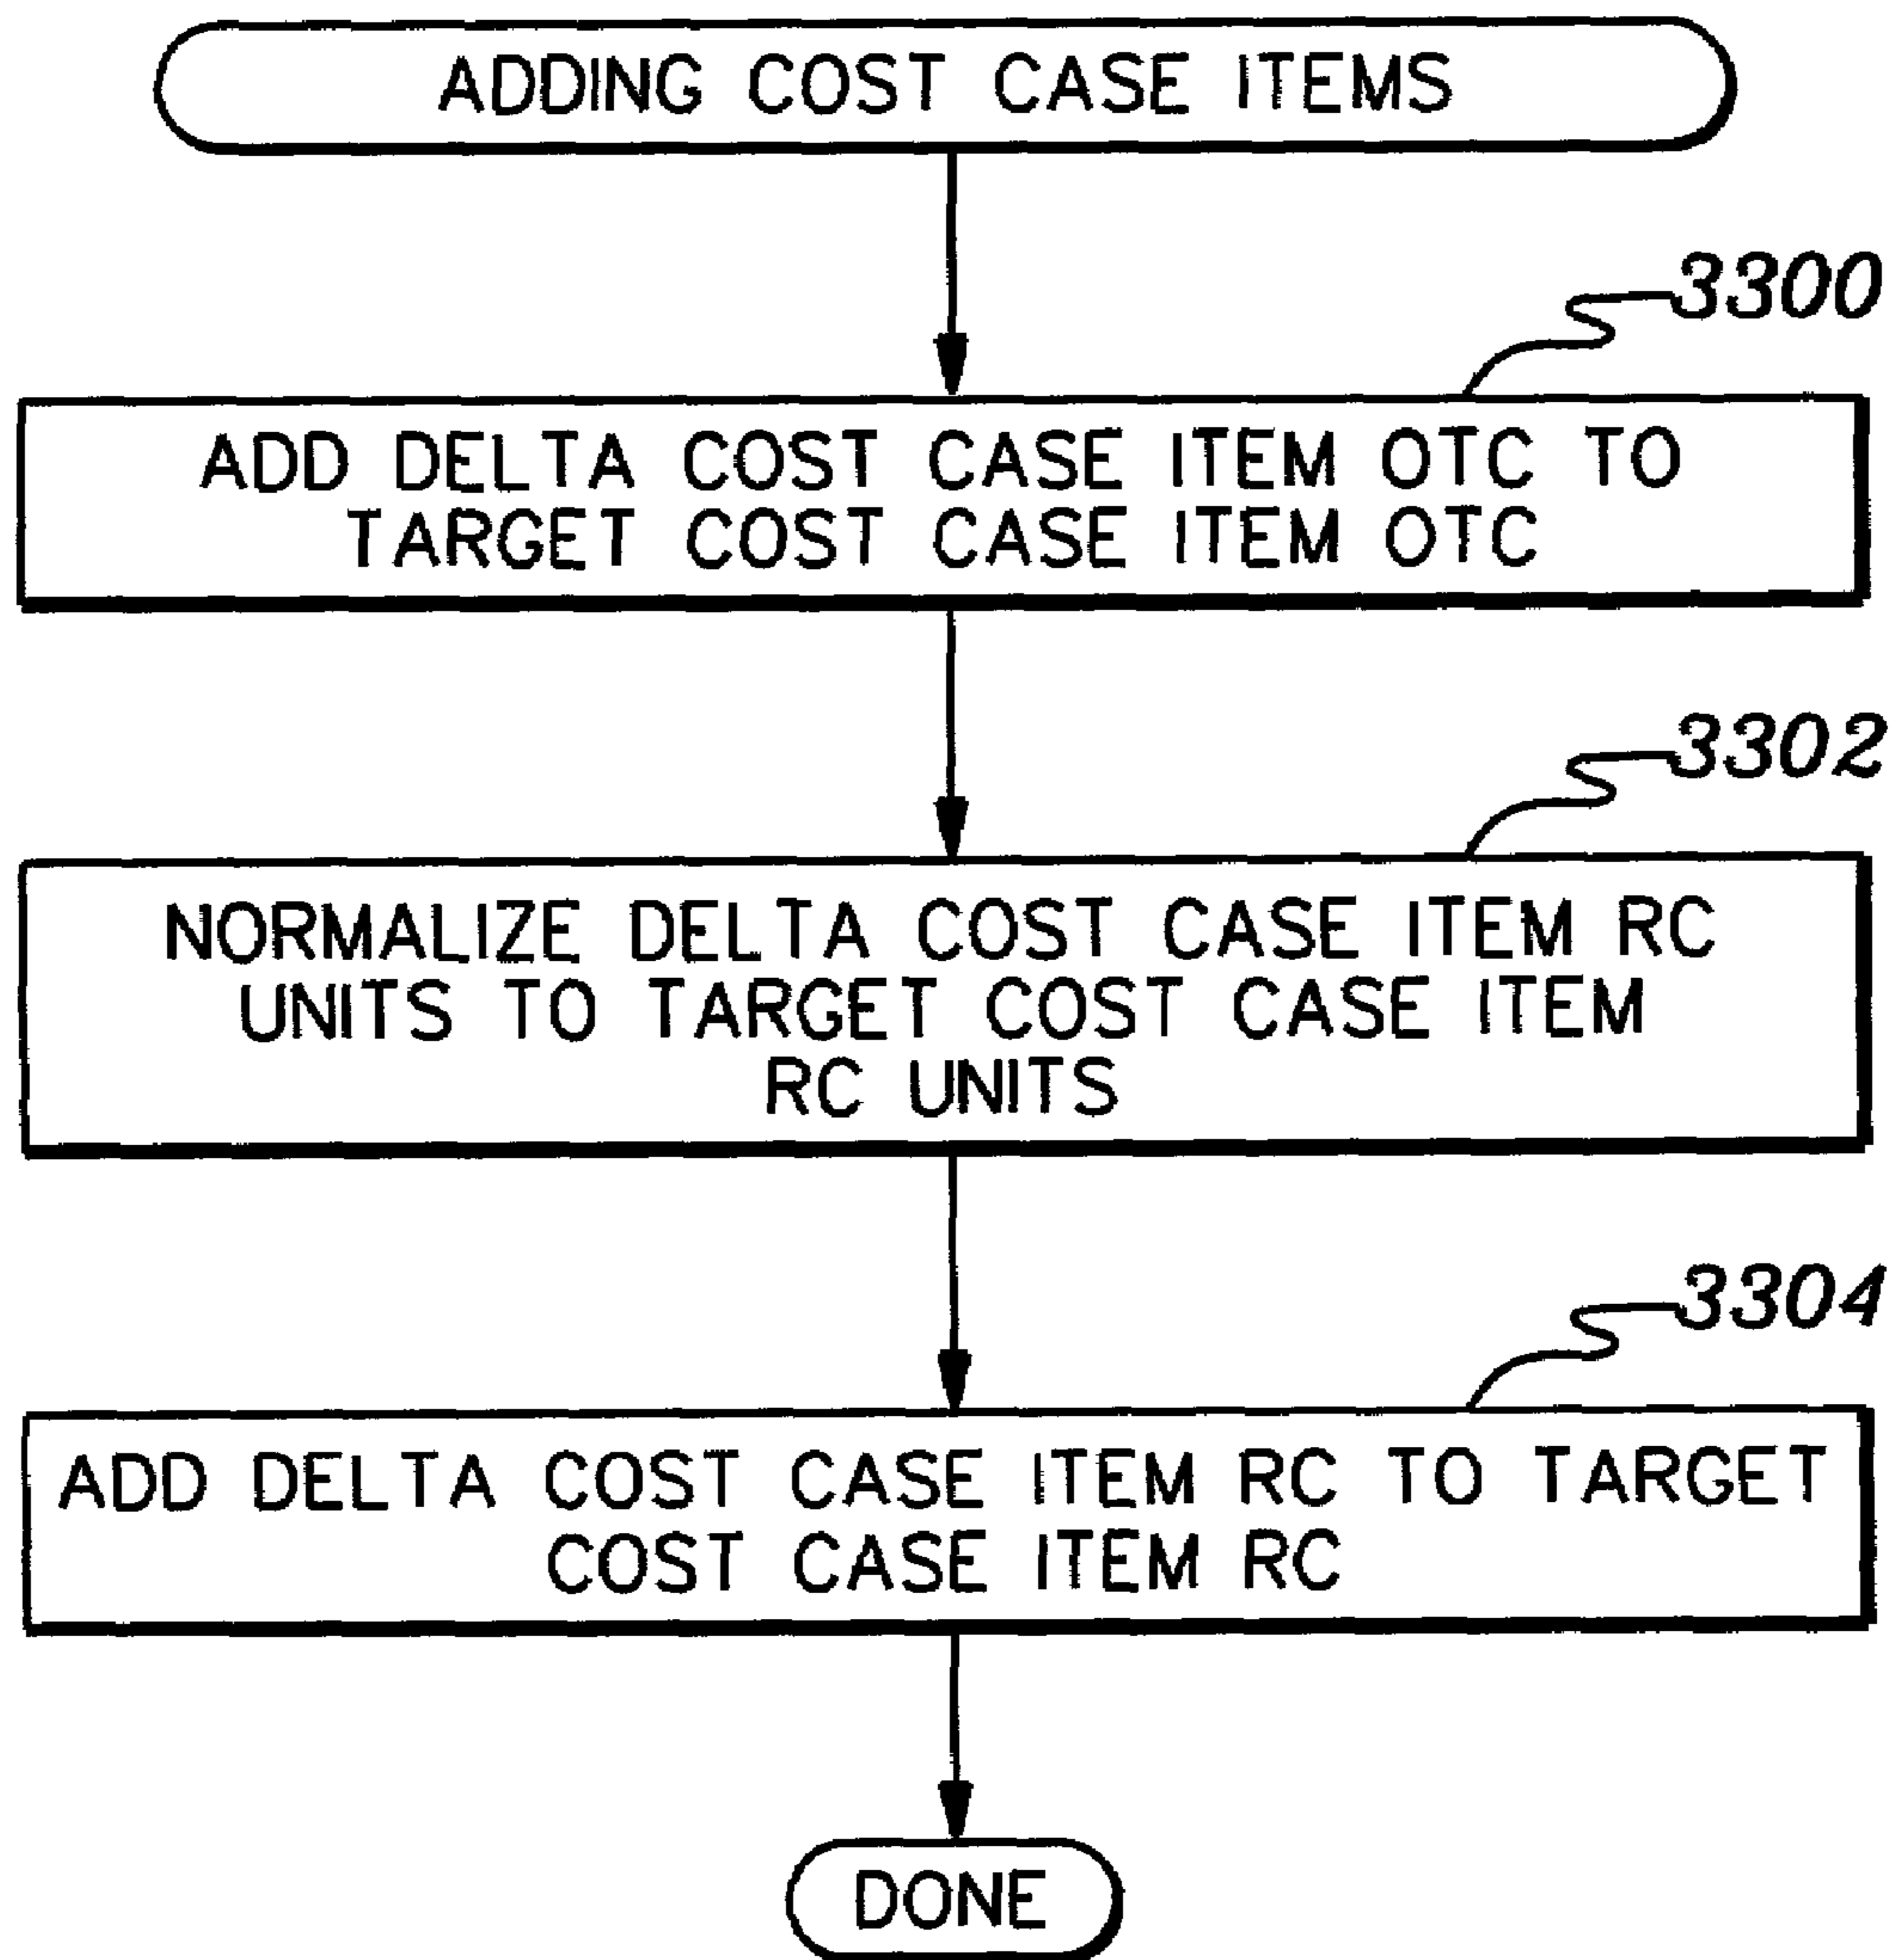 ADDING COST CASE ITEMS
3300
ADD DELTA COST CASE ITEM OTC TO
TARGET COST CASE ITEM OTC
3302
NORMALIZE DELTA COST CASE ITEM RC
UNITS TO TARGET COST CASE ITEM
RC UNITS
3304
ADD DELTA COST CASE ITEM RC TO TARGET
COST CASE ITEM RC
DONE